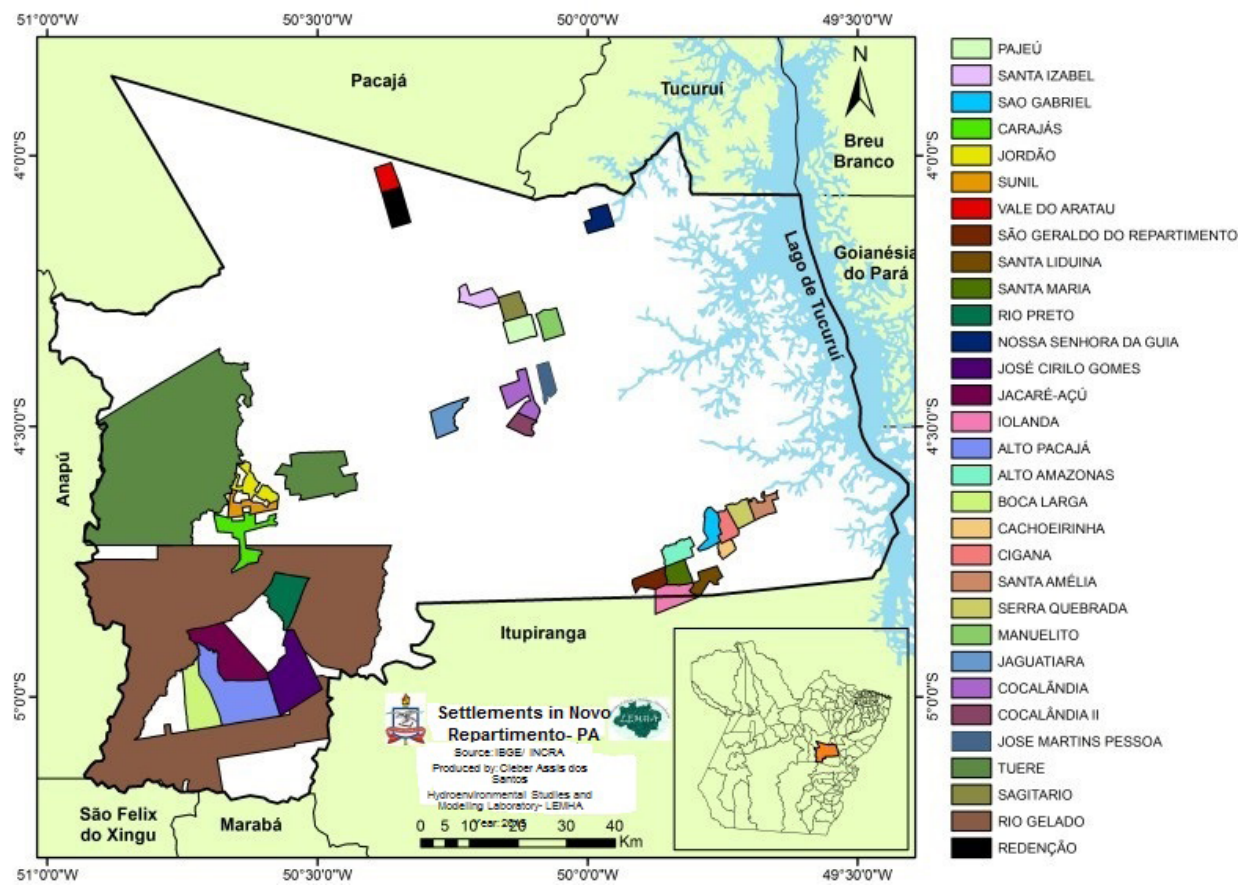 51°0'0"W
50°30'0"W
50°0'0"W
49°30'0"W
4°0'0"S
4°30'0"S
5°0'0"S
4°0'0"S
4°30'0"S
5°0'0"S
Pacajá
Tucuruí
N
Breu
Branco
Goianésia
do Pará
Lago de Tucuruí
Anapú
Itupiranga
São Felix
do Xingu
Marabá
LEMHA
Settlements in Novo
Repartimento- PA
Source: IBGE/ INCRA
Produced by: Cleber Assis dos
Santos
Hydroenvironmental Studies and
Modelling Laboratory- LEMHA
Year:
0 5 10 20 30 40
Km
51°0'0"W
50°30'0"W
50°0'0"W
49°30'0"W
PAJEÚ
SANTA IZABEL
SAO GABRIEL
CARAJÁS
JORDÃO
SUNIL
VALE DO ARATAU
SÃO GERALDO DO REPARTIMENTO
SANTA LIDUINA
SANTA MARIA
RIO PRETO
NOSSA SENHORA DA GUIA
JOSÉ CIRILO GOMES
JACARÉ-AÇÚ
IOLANDA
ALTO PACAJÁ
ALTO AMAZONAS
BOCA LARGA
CACHOEIRINHA
CIGANA
SANTA AMÉLIA
SERRA QUEBRADA
MANUELITO
JAGUATIARA
COCALÂNDIA
COCALÂNDIA II
JOSE MARTINS PESSOA
TUERE
SAGITARIO
RIO GELADO
REDENÇÃO